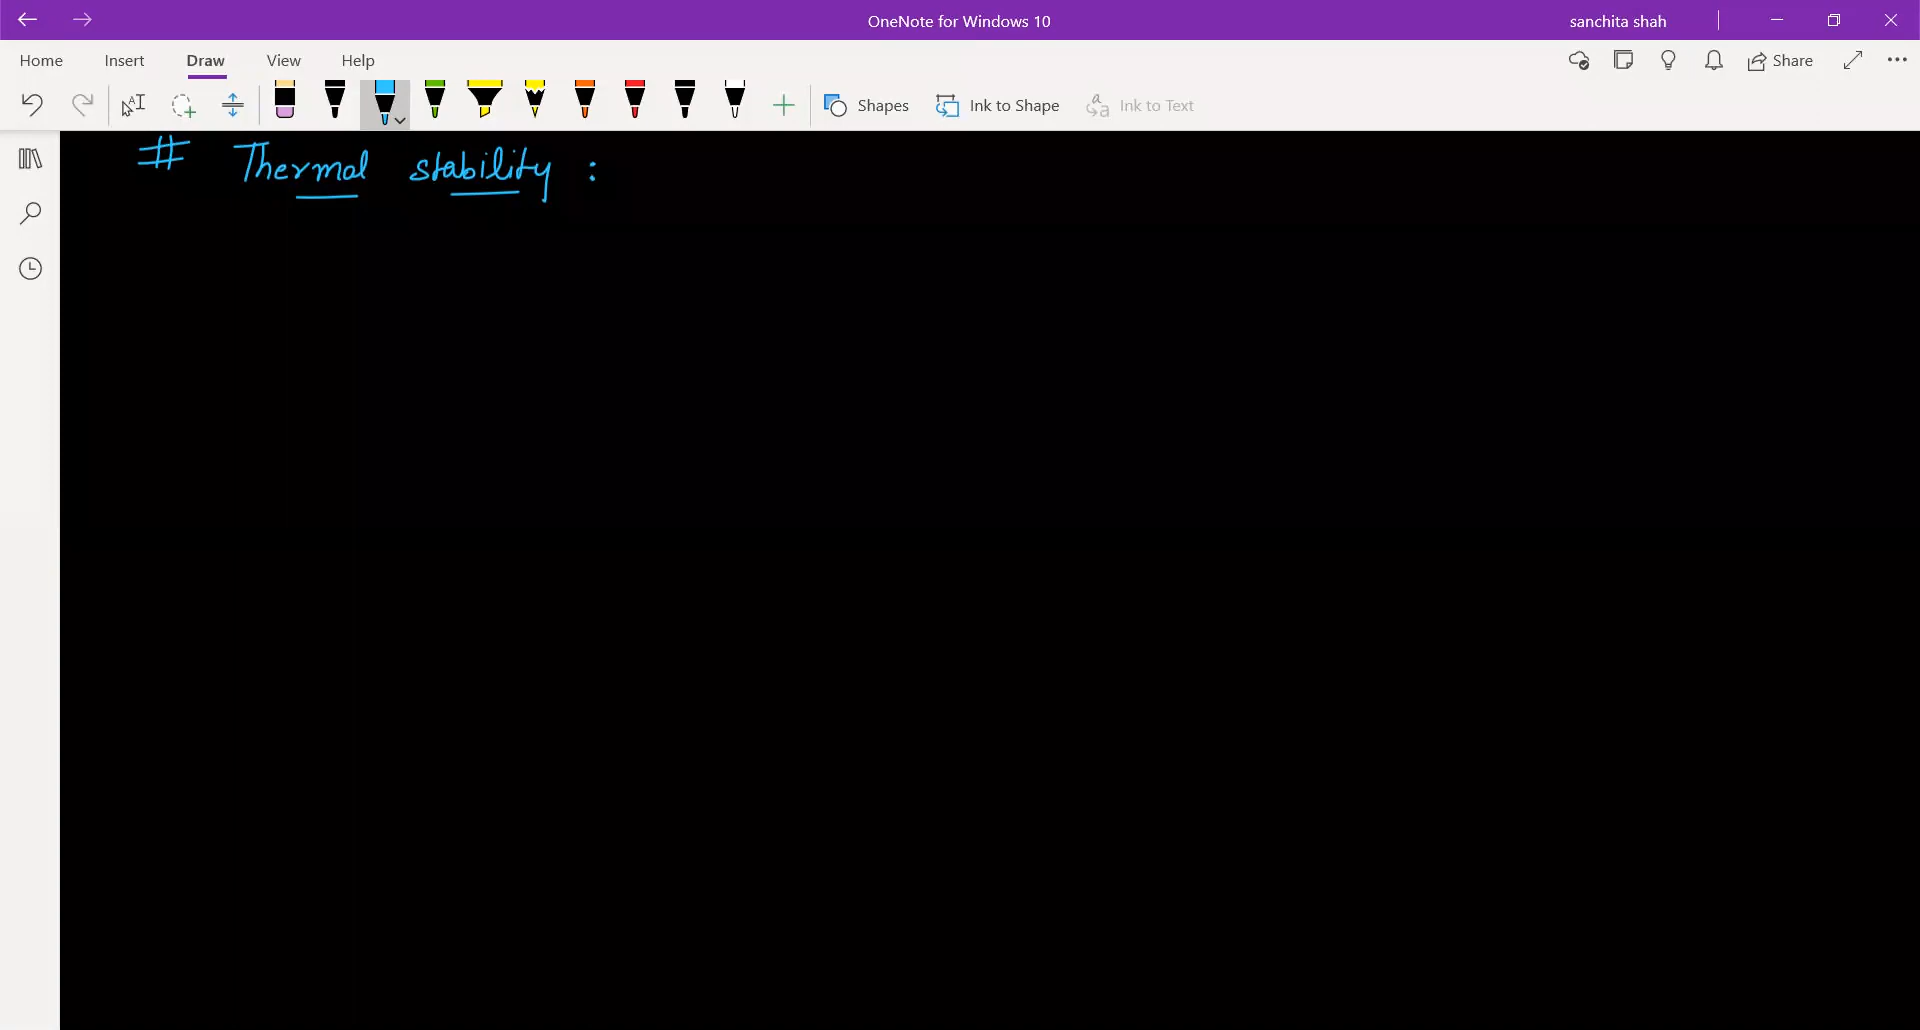 OneNote for Windows 10
sanchita shah
Home Insert Draw View Help
Share
Shapes Ink to Shape Ink to Text
# Thermal stability :